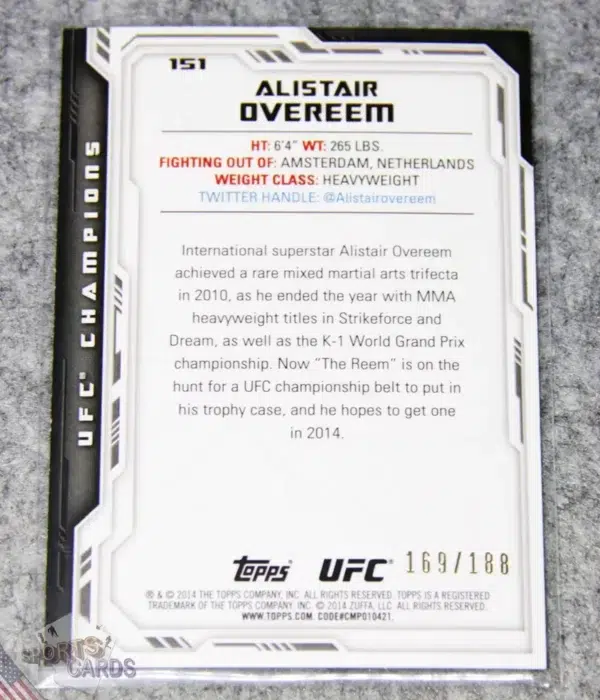 151
ALISTAIR
OVEREEM
HT: 6'4" WT: 265 LBS.
FIGHTING OUT OF: AMSTERDAM, NETHERLANDS
WEIGHT CLASS: HEAVYWEIGHT
TWITTER HANDLE: @Alistairovereem
UFC® CHAMPIONS
International superstar Alistair Overeem
achieved a rare mixed martial arts trifecta
in 2010, as he ended the year with MMA
heavyweight titles in Strikeforce and
Dream, as well as the K-1 World Grand Prix
championship. Now "The Reem" is on the
hunt for a UFC championship belt to put in
his trophy case, and he hopes to get one
in 2014.
Topps® UFC® 169/188
® & © 2014 THE TOPPS COMPANY, INC. ALL RIGHTS RESERVED. TOPPS IS A REGISTERED
TRADEMARK OF THE TOPPS COMPANY, INC. © 2014 ZUFFA, LLC. ALL RIGHTS RESERVED.
WWW.TOPPS.COM CODE#CMP010421.
SPORTS
CARDS